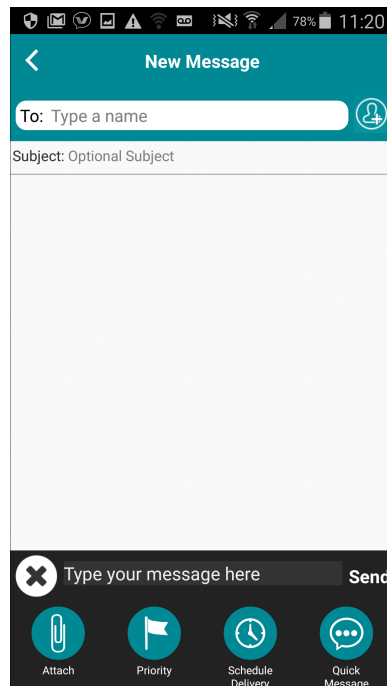 78% 11:20
New Message
To: Type a name
Subject: Optional Subject
Type your message here
Send
Attach
Priority
Schedule
Delivery
Quick
Message